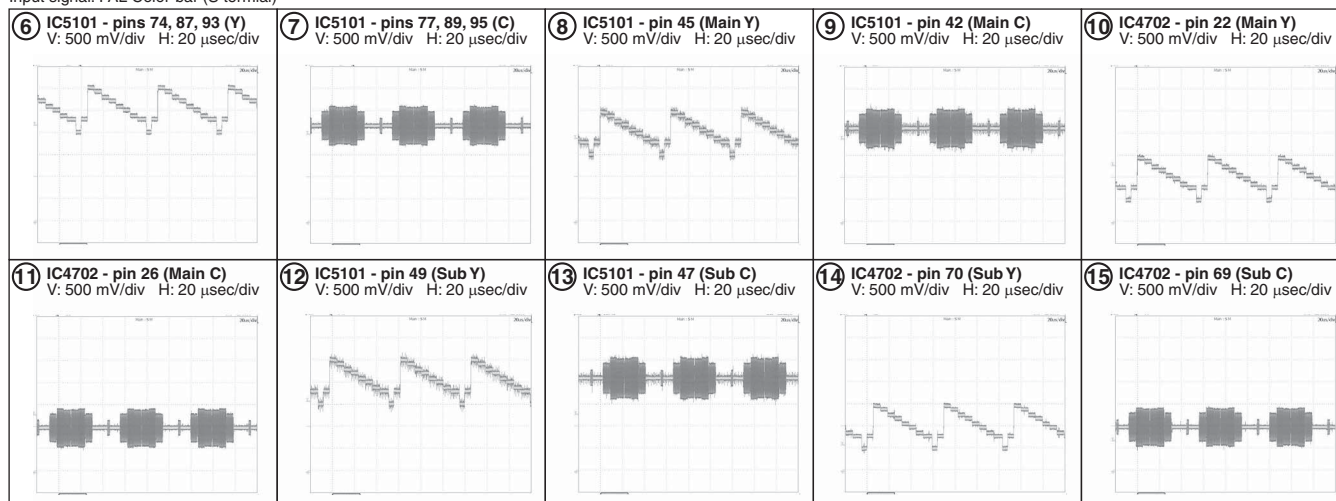 Input signal: PAL Color bar (S termial)
⑥ IC5101 - pins 74, 87, 93 (Y)
V: 500 mV/div H: 20 µsec/div
⑦ IC5101 - pins 77, 89, 95 (C)
V: 500 mV/div H: 20 µsec/div
⑧ IC5101 - pin 45 (Main Y)
V: 500 mV/div H: 20 µsec/div
⑨ IC5101 - pin 42 (Main C)
V: 500 mV/div H: 20 µsec/div
⑩ IC4702 - pin 22 (Main Y)
V: 500 mV/div H: 20 µsec/div
⑪ IC4702 - pin 26 (Main C)
V: 500 mV/div H: 20 µsec/div
⑫ IC5101 - pin 49 (Sub Y)
V: 500 mV/div H: 20 µsec/div
⑬ IC5101 - pin 47 (Sub C)
V: 500 mV/div H: 20 µsec/div
⑭ IC4702 - pin 70 (Sub Y)
V: 500 mV/div H: 20 µsec/div
⑮ IC4702 - pin 69 (Sub C)
V: 500 mV/div H: 20 µsec/div